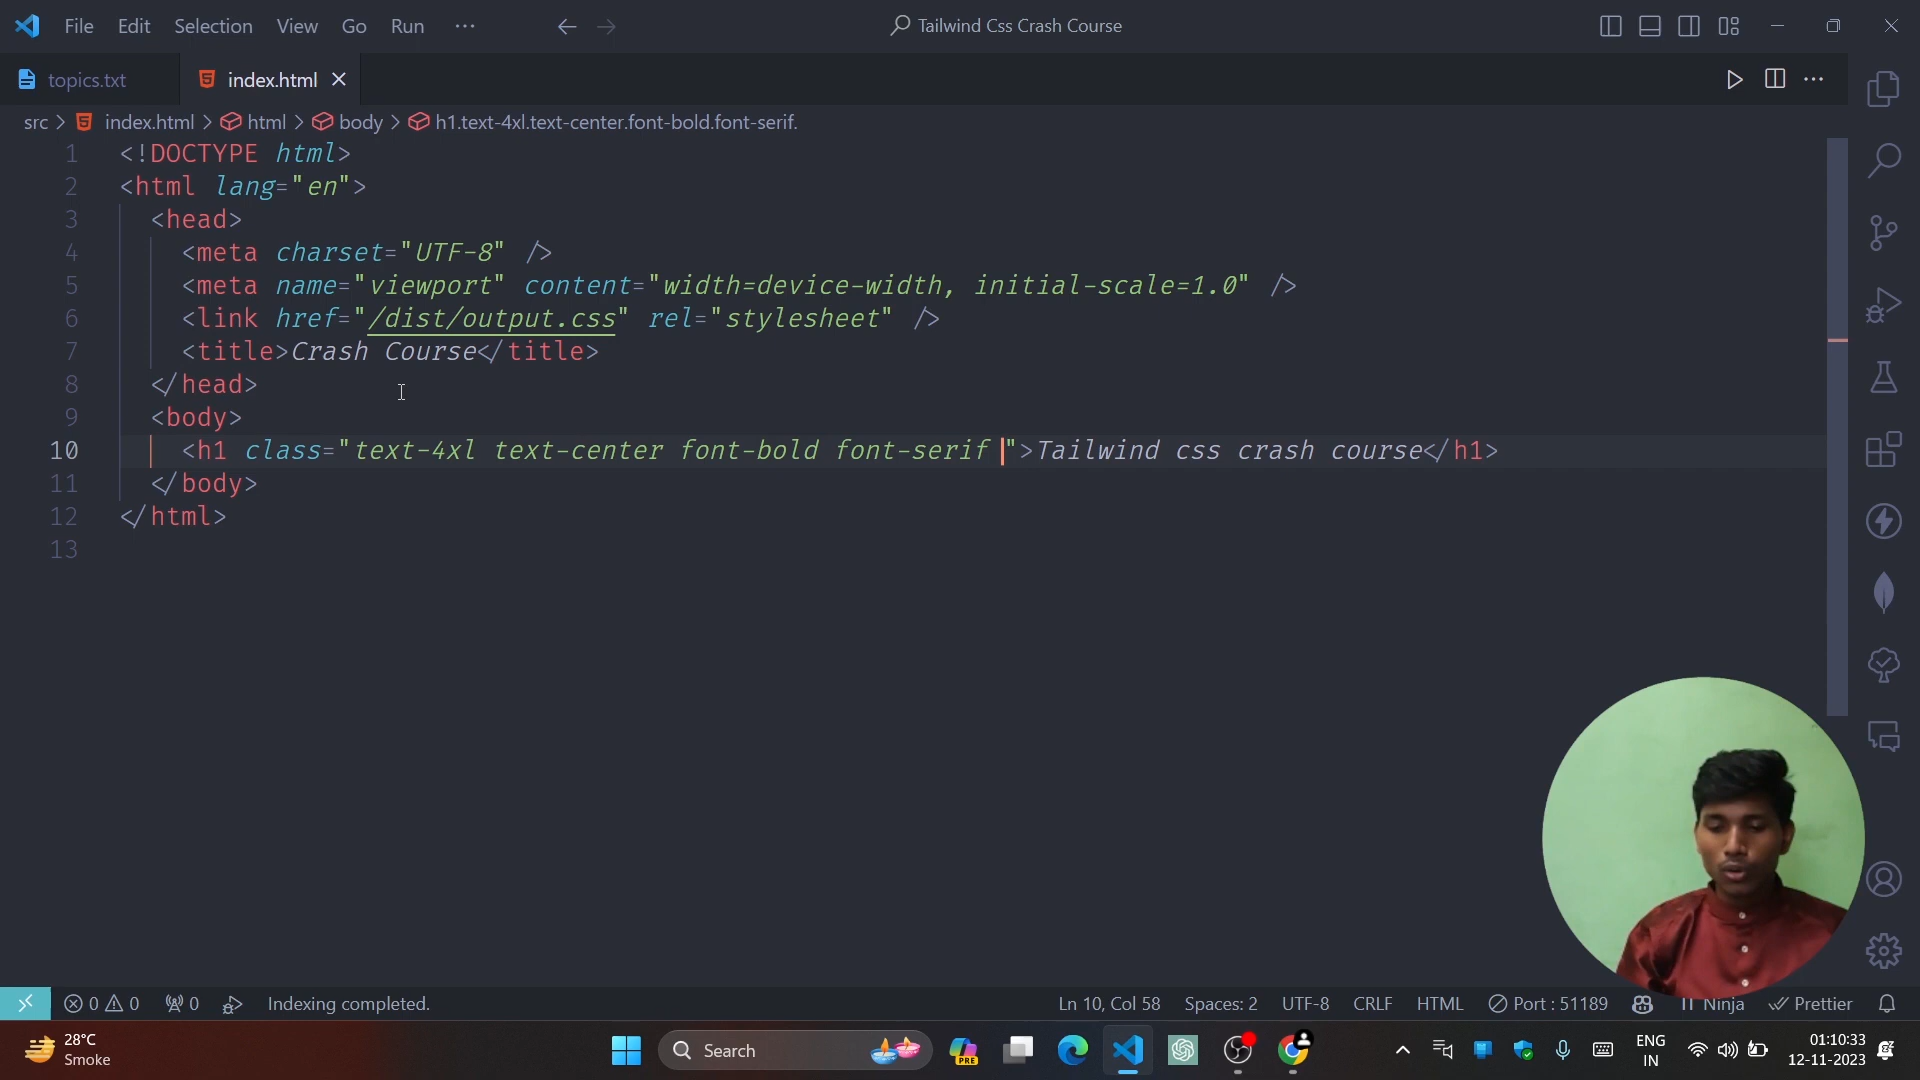 File Edit Selection View Go Run ··· Tailwind Css Crash Course
topics.txt index.html
src > index.html > html > body > h1.text-4xl.text-center.font-bold.font-serif.
1 <!DOCTYPE html>
2 <html lang="en">
3 <head>
4 <meta charset="UTF-8" />
5 <meta name="viewport" content="width=device-width, initial-scale=1.0" />
6 <link href="/dist/output.css" rel="stylesheet" />
7 <title>Crash Course</title>
8 </head>
9 <body>
10 <h1 class="text-4xl text-center font-bold font-serif ">Tailwind css crash course</h1>
11 </body>
12 </html>
13
0 0 0 Indexing completed. Ln 10, Col 58 Spaces: 2 UTF-8 CRLF HTML Port : 51189 Ninja Prettier
28°C
Smoke
Search
PRE
ENG
IN
01:10:33
12-11-2023